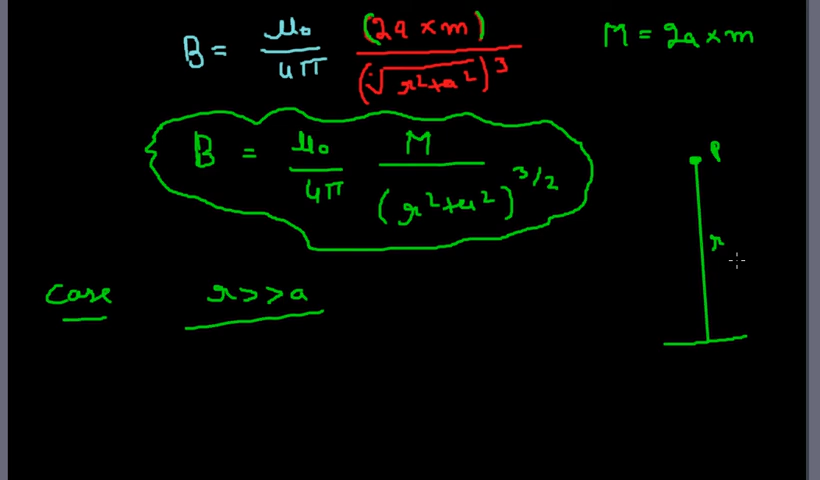 B = μ₀/4π (2a × m)/(√r²+a²)³ M = 2a × m
B = μ₀/4π M/(r²+a²)^3/2
P
r
Case r >> a